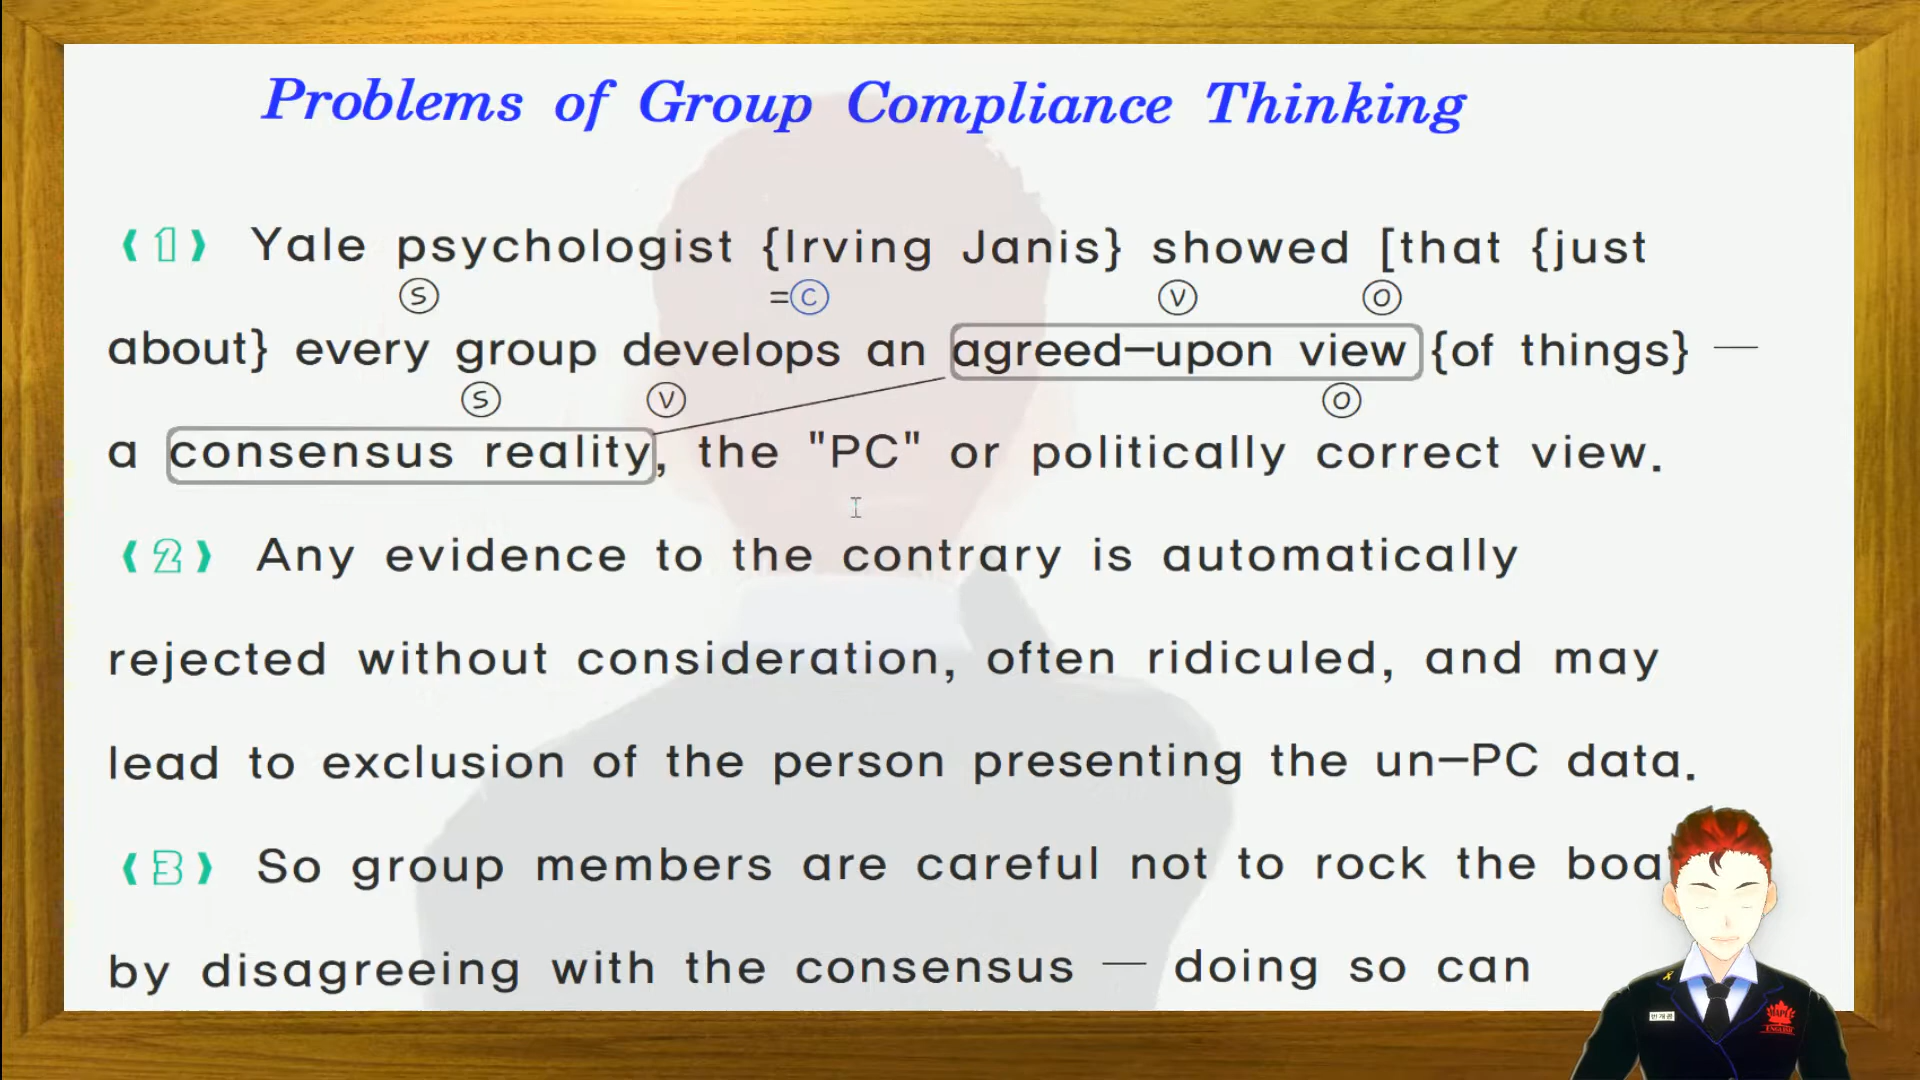 Problems of Group Compliance Thinking
(1) Yale psychologist {Irving Janis} showed [that {just
S =C V O
about} every group develops an agreed-upon view {of things} —
S V O
a consensus reality, the "PC" or politically correct view.
(2) Any evidence to the contrary is automatically
rejected without consideration, often ridiculed, and may
lead to exclusion of the person presenting the un-PC data.
(3) So group members are careful not to rock the boa
by disagreeing with the consensus — doing so can
ENGLISH